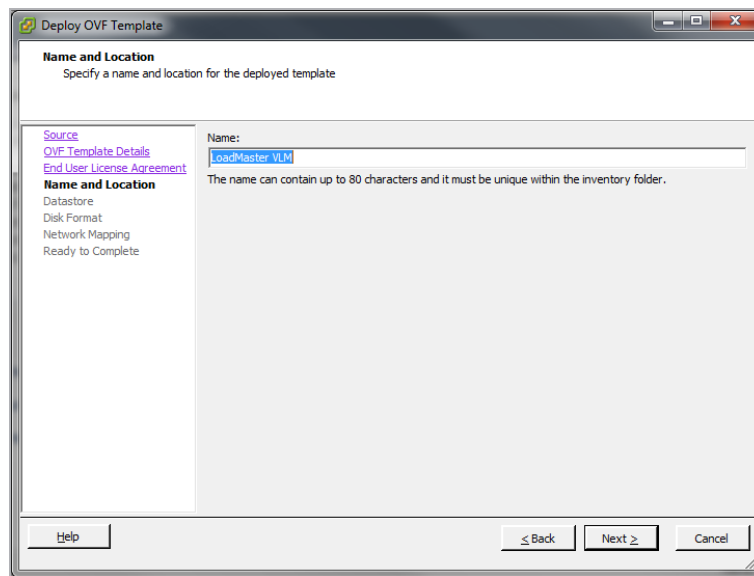 Deploy OVF Template
Name and Location
Specify a name and location for the deployed template
Source
OVF Template Details
End User License Agreement
Name and Location
Datastore
Disk Format
Network Mapping
Ready to Complete
Name:
LoadMaster VLM
The name can contain up to 80 characters and it must be unique within the inventory folder.
Help
< Back
Next >
Cancel